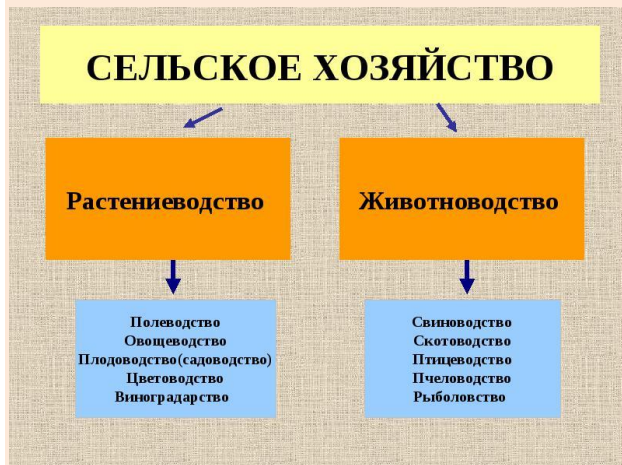 СЕЛЬСКОЕ ХОЗЯЙСТВО
Растениеводство
Животноводство
Полеводство
Овощеводство
Плодоводство(садоводство)
Цветоводство
Виноградарство
Свиноводство
Скотоводство
Птицеводство
Пчеловодство
Рыболовство